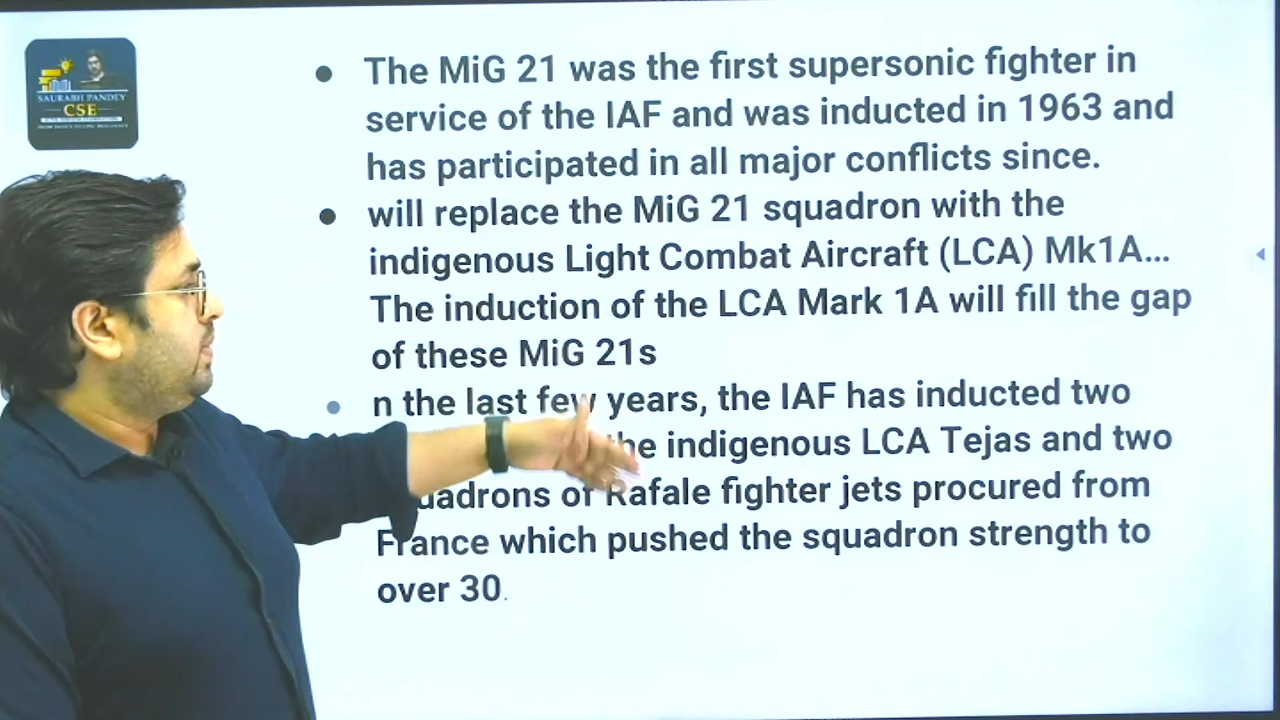 SAURABH PANDEY
CSE
The MiG 21 was the first supersonic fighter in
service of the IAF and was inducted in 1963 and
has participated in all major conflicts since.
will replace the MiG 21 squadron with the
indigenous Light Combat Aircraft (LCA) Mk1A...
The induction of the LCA Mark 1A will fill the gap
of these MiG 21s
n the last few years, the IAF has inducted two
indigenous LCA Tejas and two
of Rafale fighter jets procured from
France which pushed the squadron strength to
over 30.